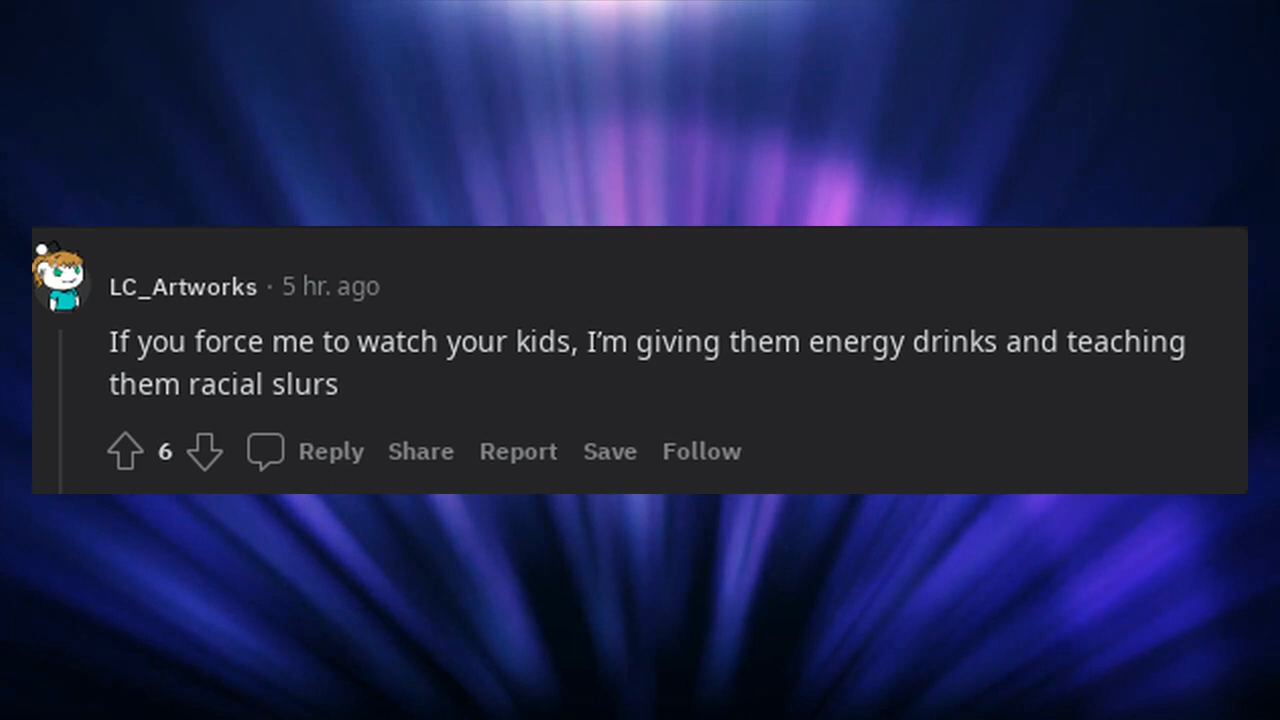 LC_Artworks · 5 hr. ago
If you force me to watch your kids, I’m giving them energy drinks and teaching
them racial slurs
6 Reply Share Report Save Follow